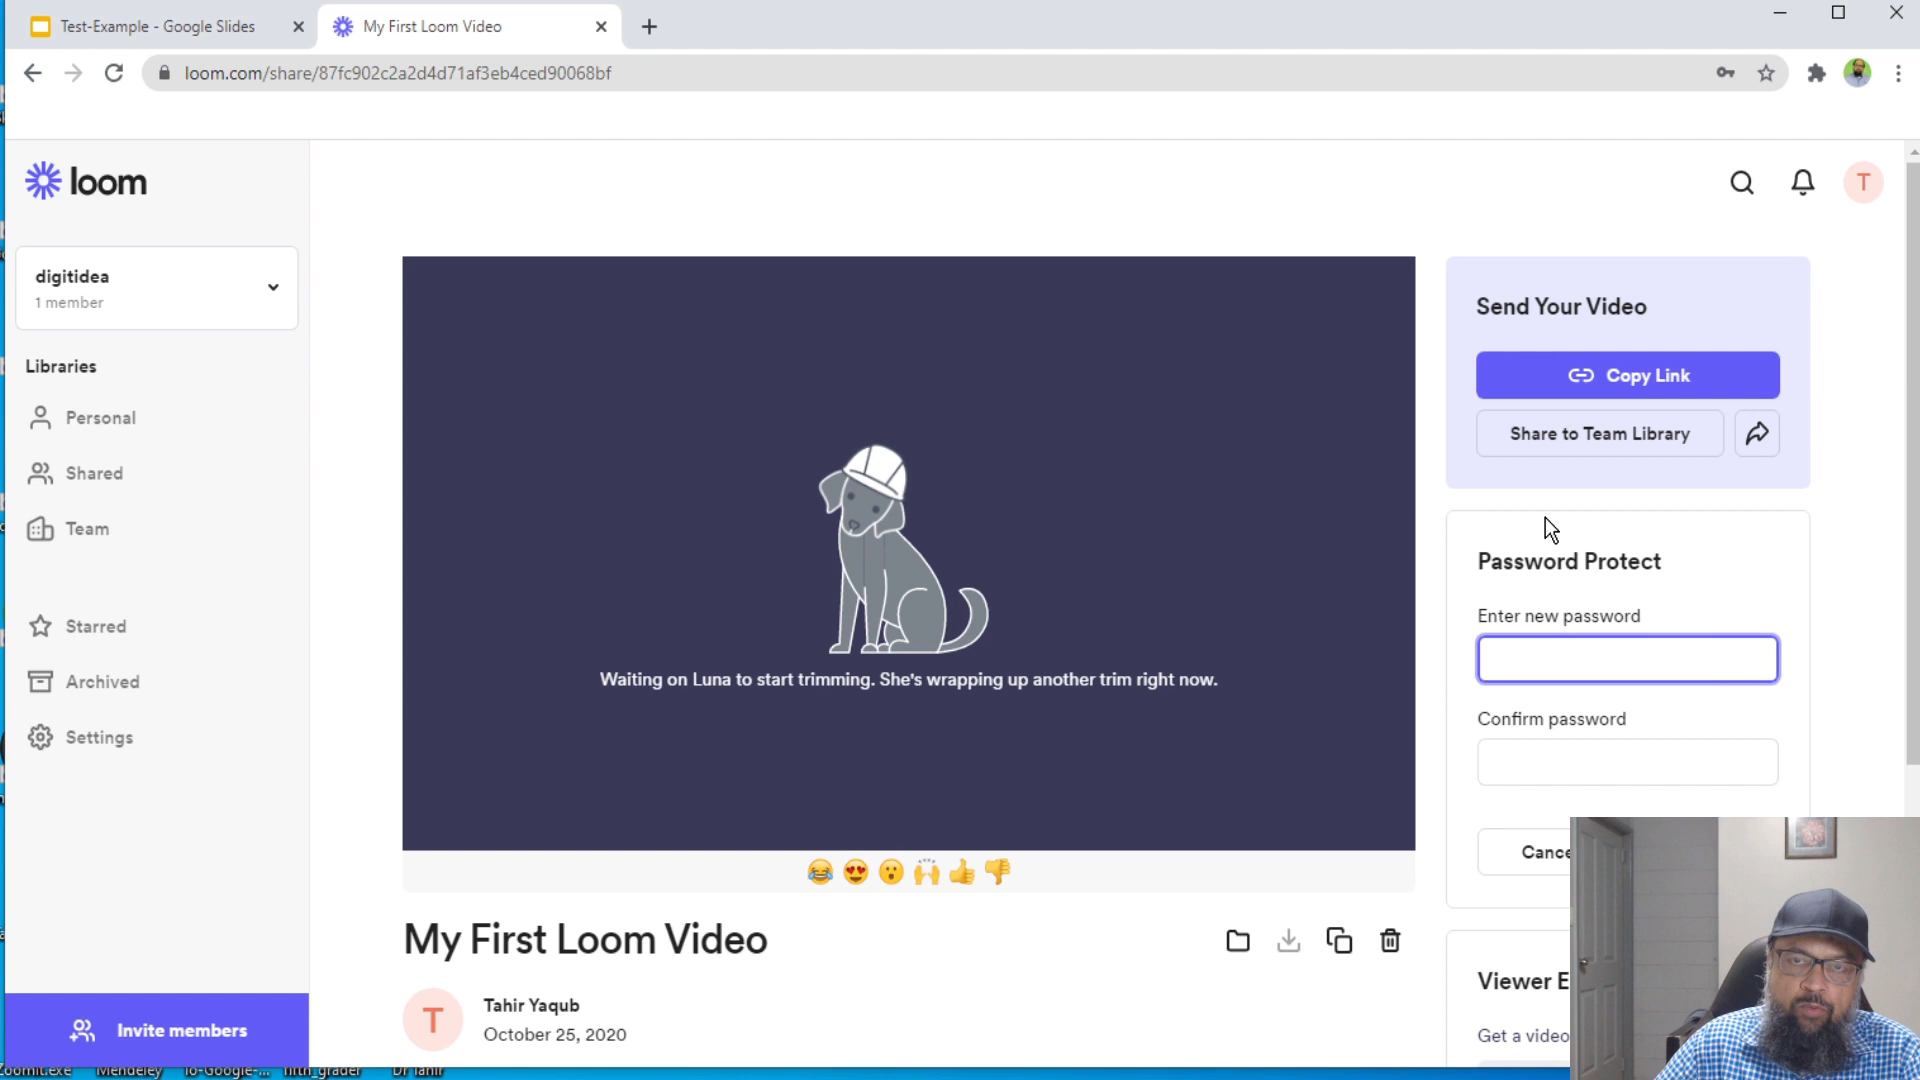 Test-Example - Google Slides
My First Loom Video
loom.com/share/87fc902c2a2d4d71af3eb4ced90068bf
loom
T
digitidea
1 member
Libraries
Personal
Shared
Team
Starred
Archived
Settings
Invite members
Waiting on Luna to start trimming. She's wrapping up another trim right now.
My First Loom Video
T
Tahir Yaqub
October 25, 2020
Send Your Video
Copy Link
Share to Team Library
Password Protect
Enter new password
Confirm password
Cance
Viewer E
Get a video
Mendeley